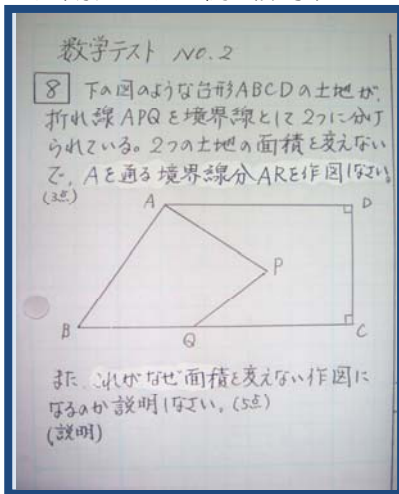 数学テスト NO.2
8 下の図のような台形ABCDの土地が、
折れ線APQを境界線として2つに分け
られている。2つの土地の面積を変えない
で、Aを通る境界線分ARを作図しなさい。
(3点)
A
D
P
B
Q
C
また、これがなぜ面積を変えない作図に
なるのか説明しなさい。(5点)
(説明)